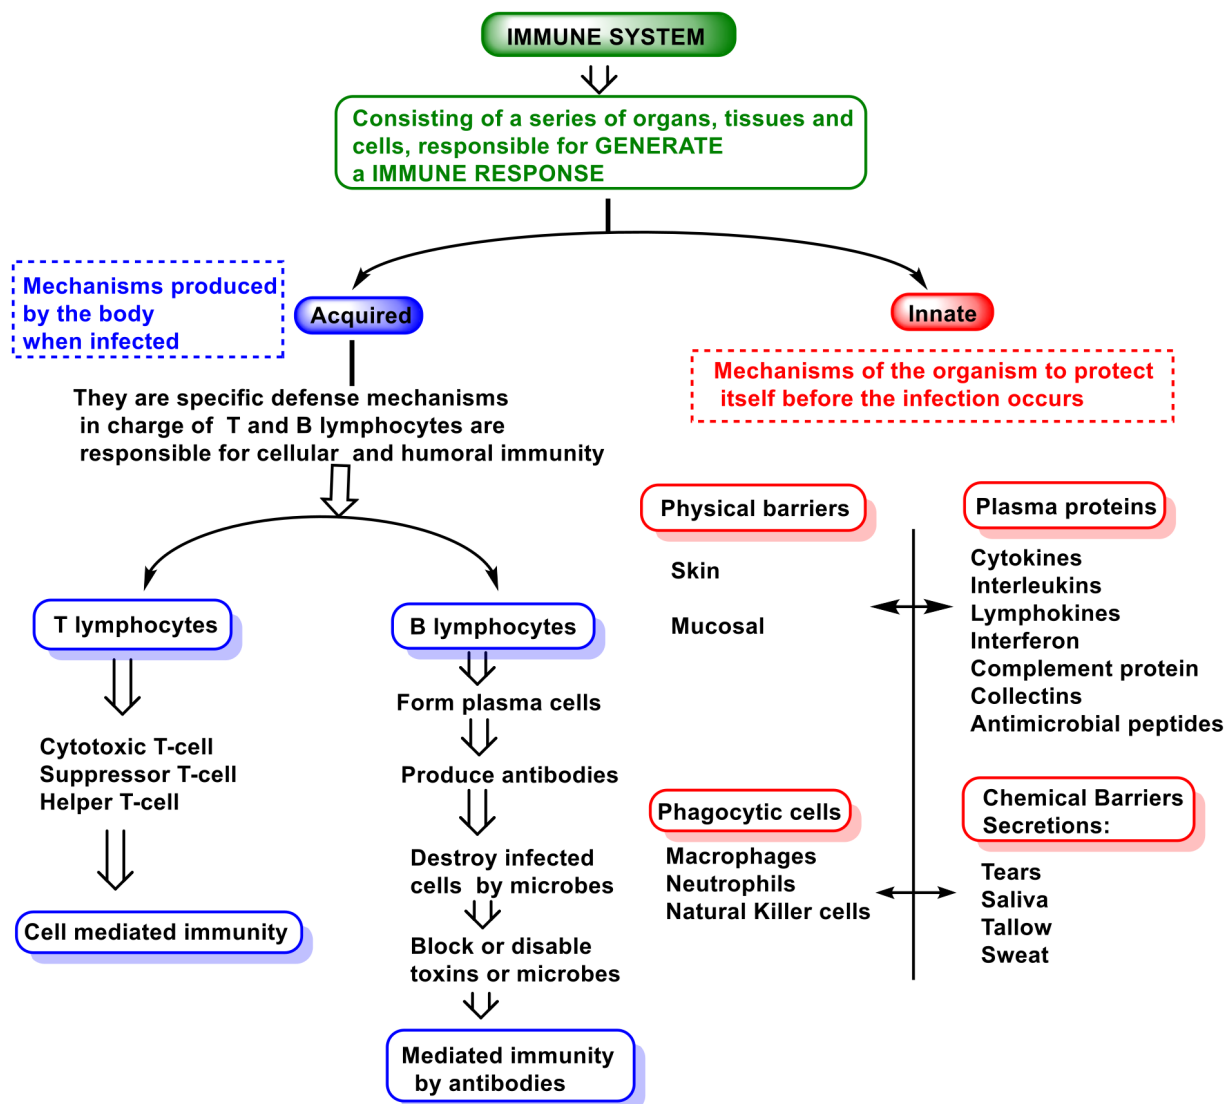 IMMUNE SYSTEM
Consisting of a series of organs, tissues and
cells, responsible for GENERATE
a IMMUNE RESPONSE
Mechanisms produced
by the body
when infected
Acquired
Innate
Mechanisms of the organism to protect
itself before the infection occurs
They are specific defense mechanisms
in charge of T and B lymphocytes are
responsible for cellular and humoral immunity
Physical barriers
Skin
Mucosal
Plasma proteins
Cytokines
Interleukins
Lymphokines
Interferon
Complement protein
Collectins
Antimicrobial peptides
T lymphocytes
Cytotoxic T-cell
Suppressor T-cell
Helper T-cell
Cell mediated immunity
B lymphocytes
Form plasma cells
Produce antibodies
Destroy infected
cells by microbes
Block or disable
toxins or microbes
Mediated immunity
by antibodies
Phagocytic cells
Macrophages
Neutrophils
Natural Killer cells
Chemical Barriers
Secretions:
Tears
Saliva
Tallow
Sweat